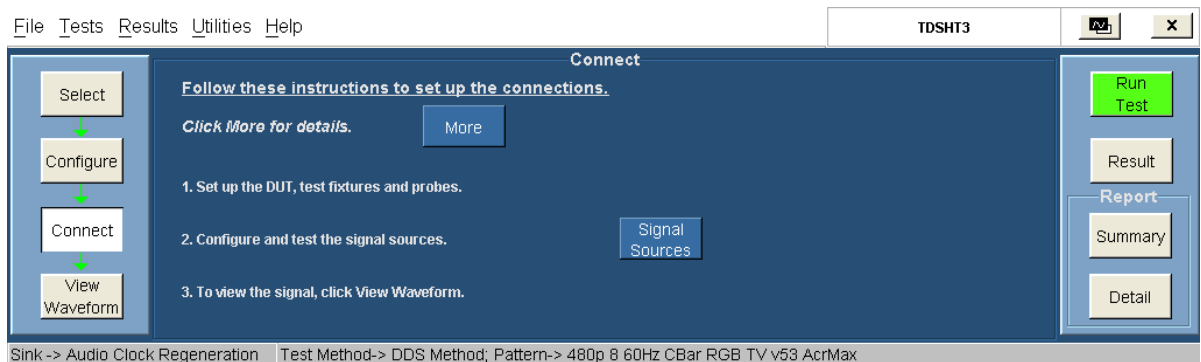 File Tests Results Utilities Help
TDSHT3
x
Connect
Select
Configure
Connect
View
Waveform
Follow these instructions to set up the connections.
Click More for details.
More
1. Set up the DUT, test fixtures and probes.
2. Configure and test the signal sources.
Signal
Sources
3. To view the signal, click View Waveform.
Run
Test
Result
Report
Summary
Detail
Sink -> Audio Clock Regeneration Test Method-> DDS Method; Pattern-> 480p 8 60Hz CBar RGB TV v53 AcrMax